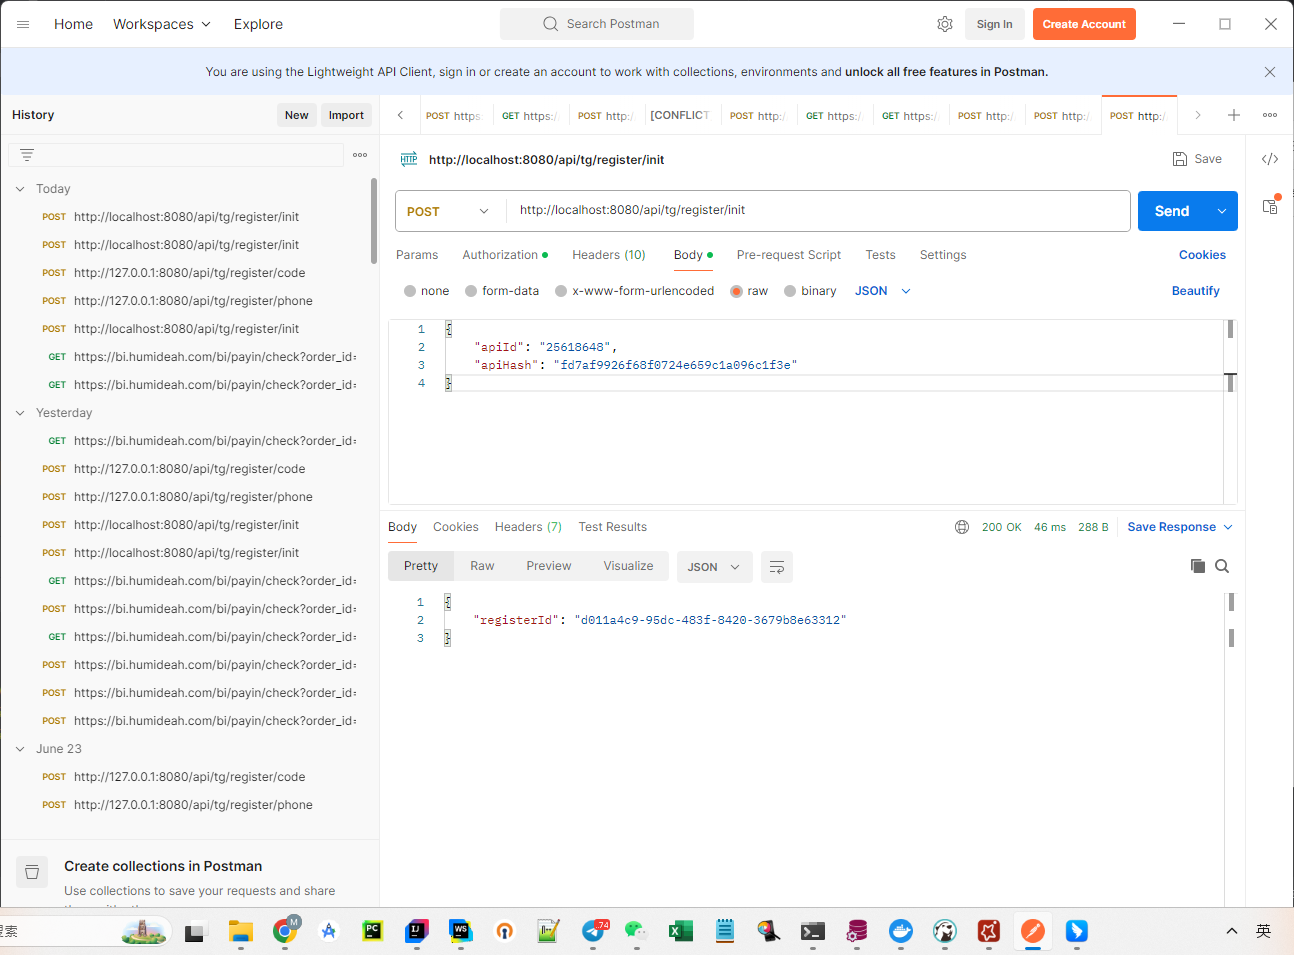 Home Workspaces Explore Search Postman Sign In Create Account
You are using the Lightweight API Client, sign in or create an account to work with collections, environments and unlock all free features in Postman.
History New Import
POST https: GET https:/ POST http:/ [CONFLICT POST http:/ GET https:/ GET https:/ POST http:/ POST http:/ POST http:/
HTTP http://localhost:8080/api/tg/register/init Save
Today
POST http://localhost:8080/api/tg/register/init
POST http://localhost:8080/api/tg/register/init
POST http://127.0.0.1:8080/api/tg/register/code
POST http://127.0.0.1:8080/api/tg/register/phone
POST http://localhost:8080/api/tg/register/init
GET https://bi.humideah.com/bi/payin/check?order_id=
GET https://bi.humideah.com/bi/payin/check?order_id=
Yesterday
GET https://bi.humideah.com/bi/payin/check?order_id=
POST http://127.0.0.1:8080/api/tg/register/code
POST http://127.0.0.1:8080/api/tg/register/phone
POST http://localhost:8080/api/tg/register/init
POST http://localhost:8080/api/tg/register/init
GET https://bi.humideah.com/bi/payin/check?order_id=
POST https://bi.humideah.com/bi/payin/check?order_id=
GET https://bi.humideah.com/bi/payin/check?order_id=
POST https://bi.humideah.com/bi/payin/check?order_id=
POST https://bi.humideah.com/bi/payin/check?order_id=
POST https://bi.humideah.com/bi/payin/check?order_id=
June 23
POST http://127.0.0.1:8080/api/tg/register/code
POST http://127.0.0.1:8080/api/tg/register/phone
Create collections in Postman
Use collections to save your requests and share
POST http://localhost:8080/api/tg/register/init Send
Params Authorization Headers (10) Body Pre-request Script Tests Settings Cookies
none form-data x-www-form-urlencoded raw binary JSON Beautify
1 {
2 "apiId": "25618648",
3 "apiHash": "fd7af9926f68f0724e659c1a096c1f3e"
4 }
Body Cookies Headers (7) Test Results 200 OK 46 ms 288 B Save Response
Pretty Raw Preview Visualize JSON
1 {
2 "registerId": "d011a4c9-95dc-483f-8420-3679b8e63312"
3 }
搜索 M PC IJ WS 74 英